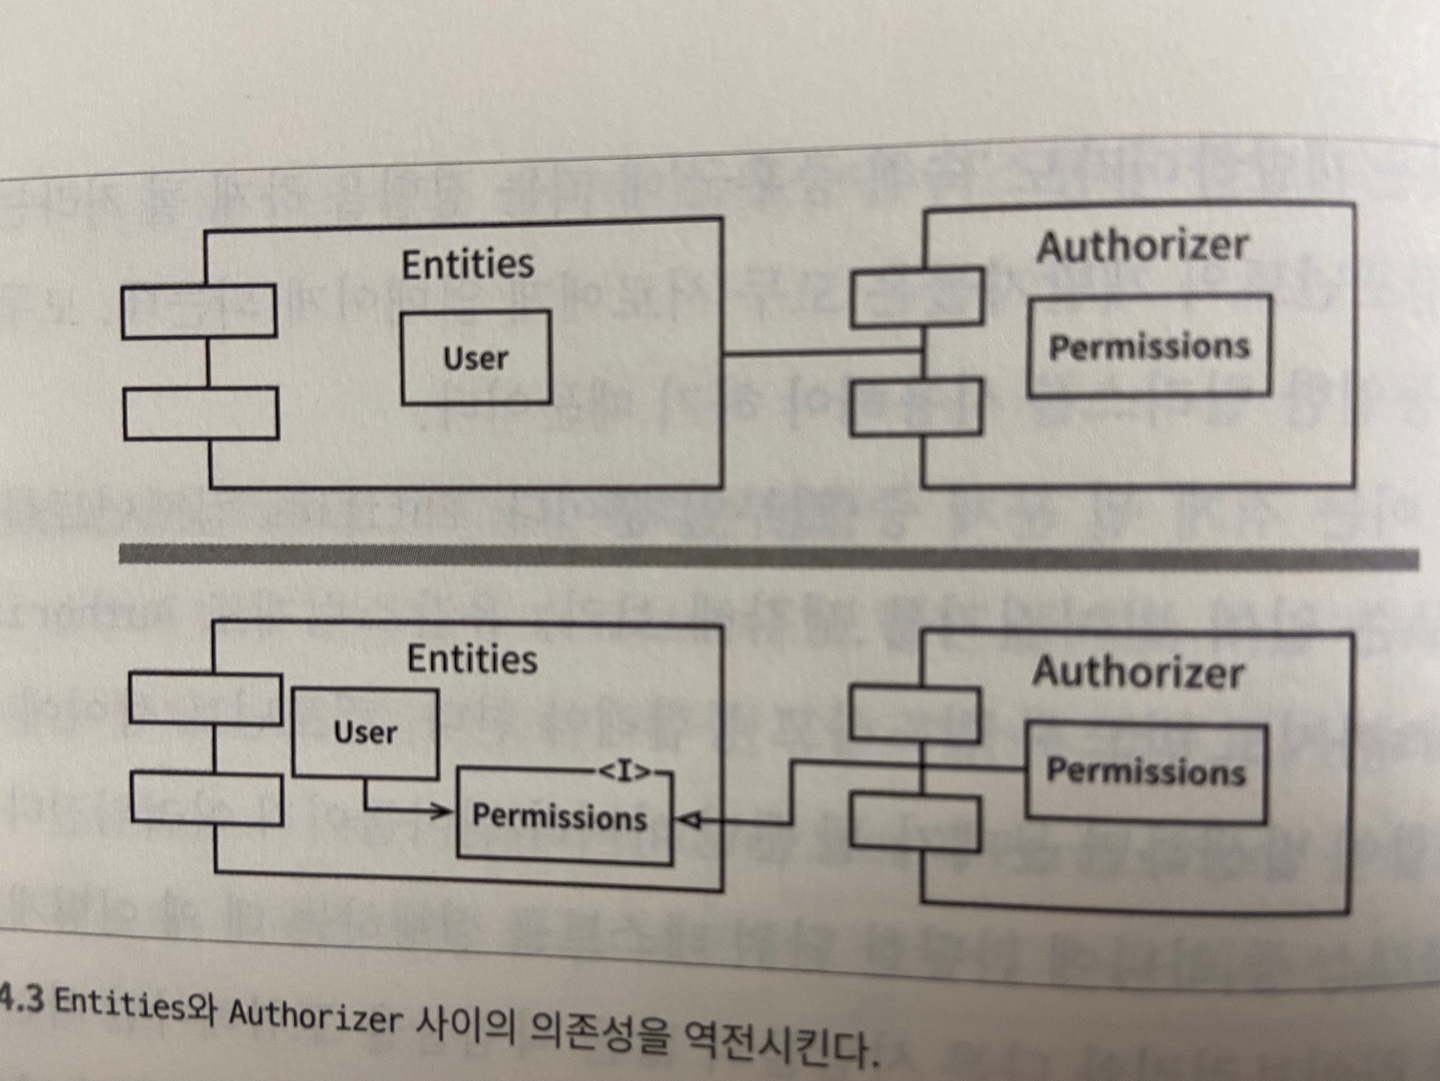 Entities
User
Authorizer
Permissions
Entities
User
<I>
Permissions
Authorizer
Permissions
4.3 Entities와 Authorizer 사이의 의존성을 역전시킨다.